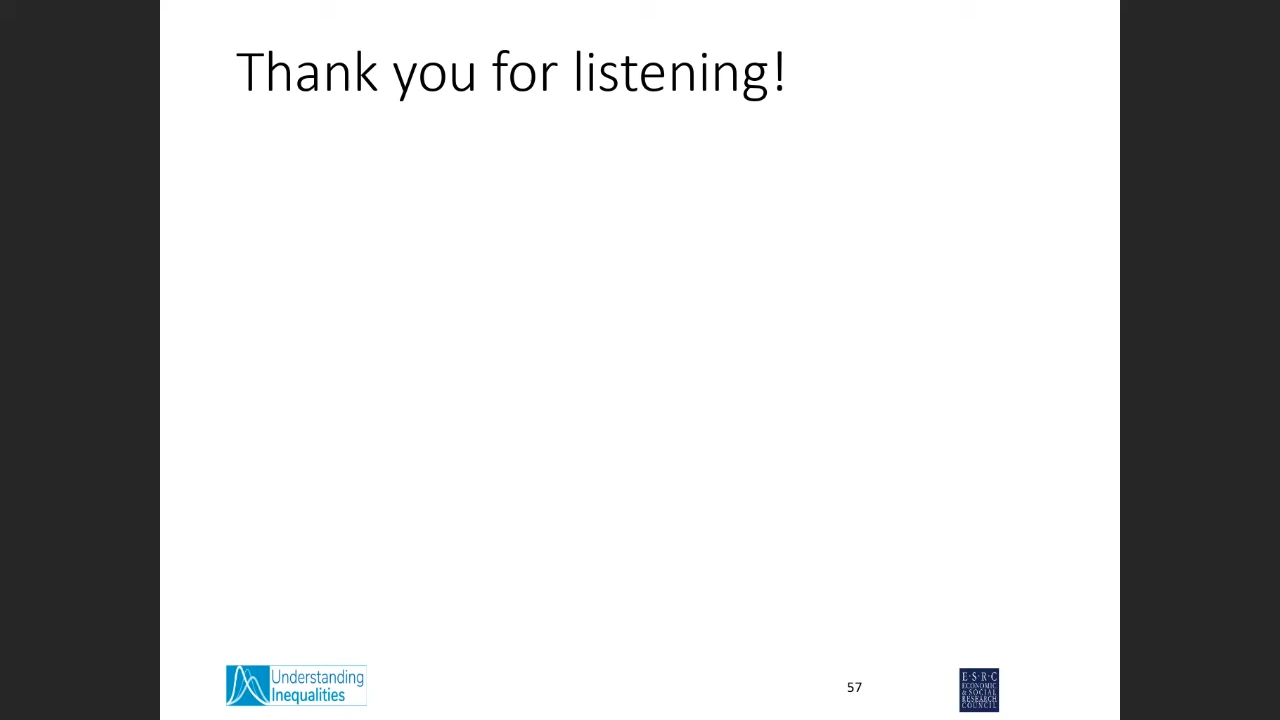 Thank you for listening!
Understanding
Inequalities
57
E·S·R·C
ECONOMIC
& SOCIAL
RESEARCH
COUNCIL